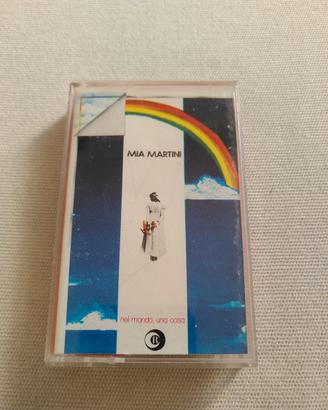 MIA MARTINI
nel mondo, una cosa